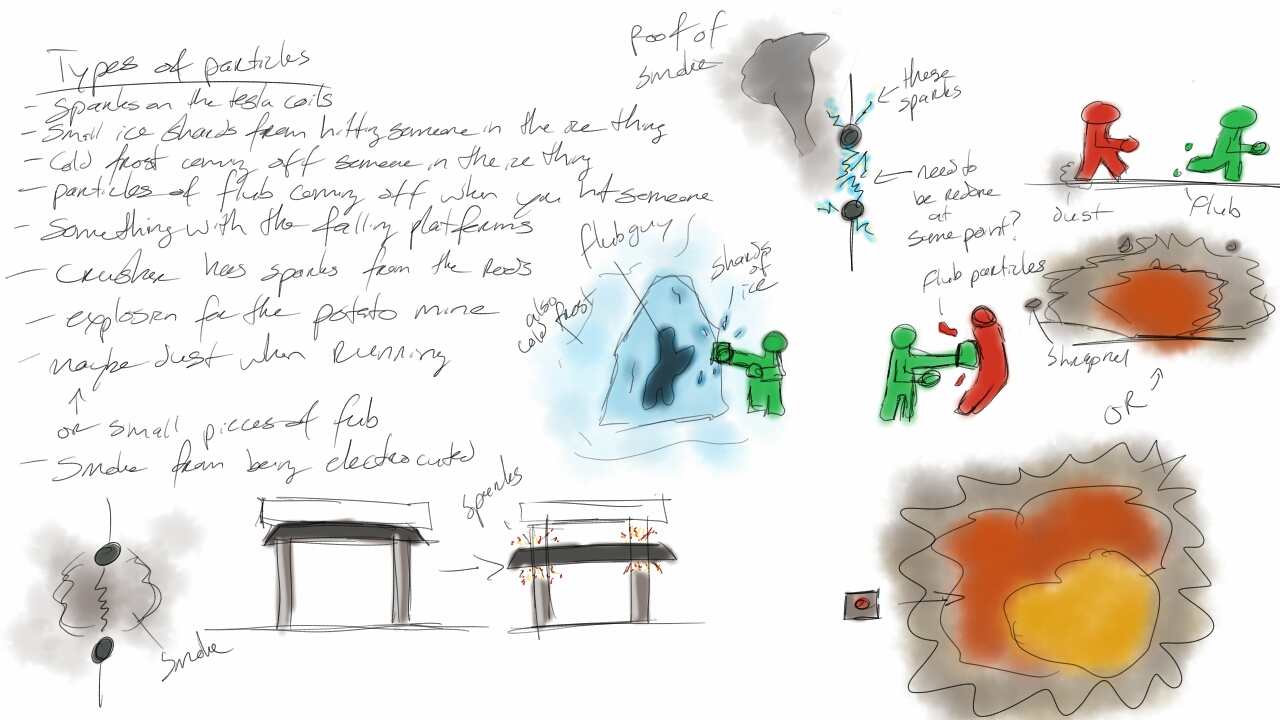 Types of particles
- Sparks on the tesla coils
- Small ice shards from hitting someone in the ice thing
- Cold frost coming off someone in the ice thing
- particles of flub coming off when you hit someone
- Something with the falling platforms
- Crusher has sparks from the rods
- explosion for the potato mine
- maybe dust when running
or small pieces of flub
- Smoke from being electrocuted
Poof of
smoke
these
sparks
need to
be redone
at
some point?
dust
flub
flub guy
shards
of
ice
also
cold frost
flub particles
Shrapnel
OR
Sparks
Smoke